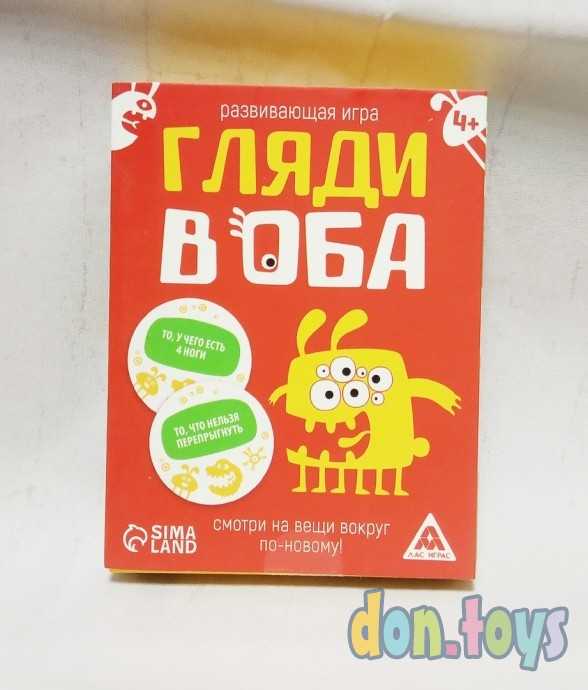 развивающая игра
4+
ГЛЯДИ
В ОБА
ТО, У ЧЕГО ЕСТЬ
4 НОГИ
ТО, ЧТО НЕЛЬЗЯ
ПЕРЕПРЫГНУТЬ
SIMA
LAND
смотри на вещи вокруг
по-новому!
ЛАС ИГРАС
don.toys